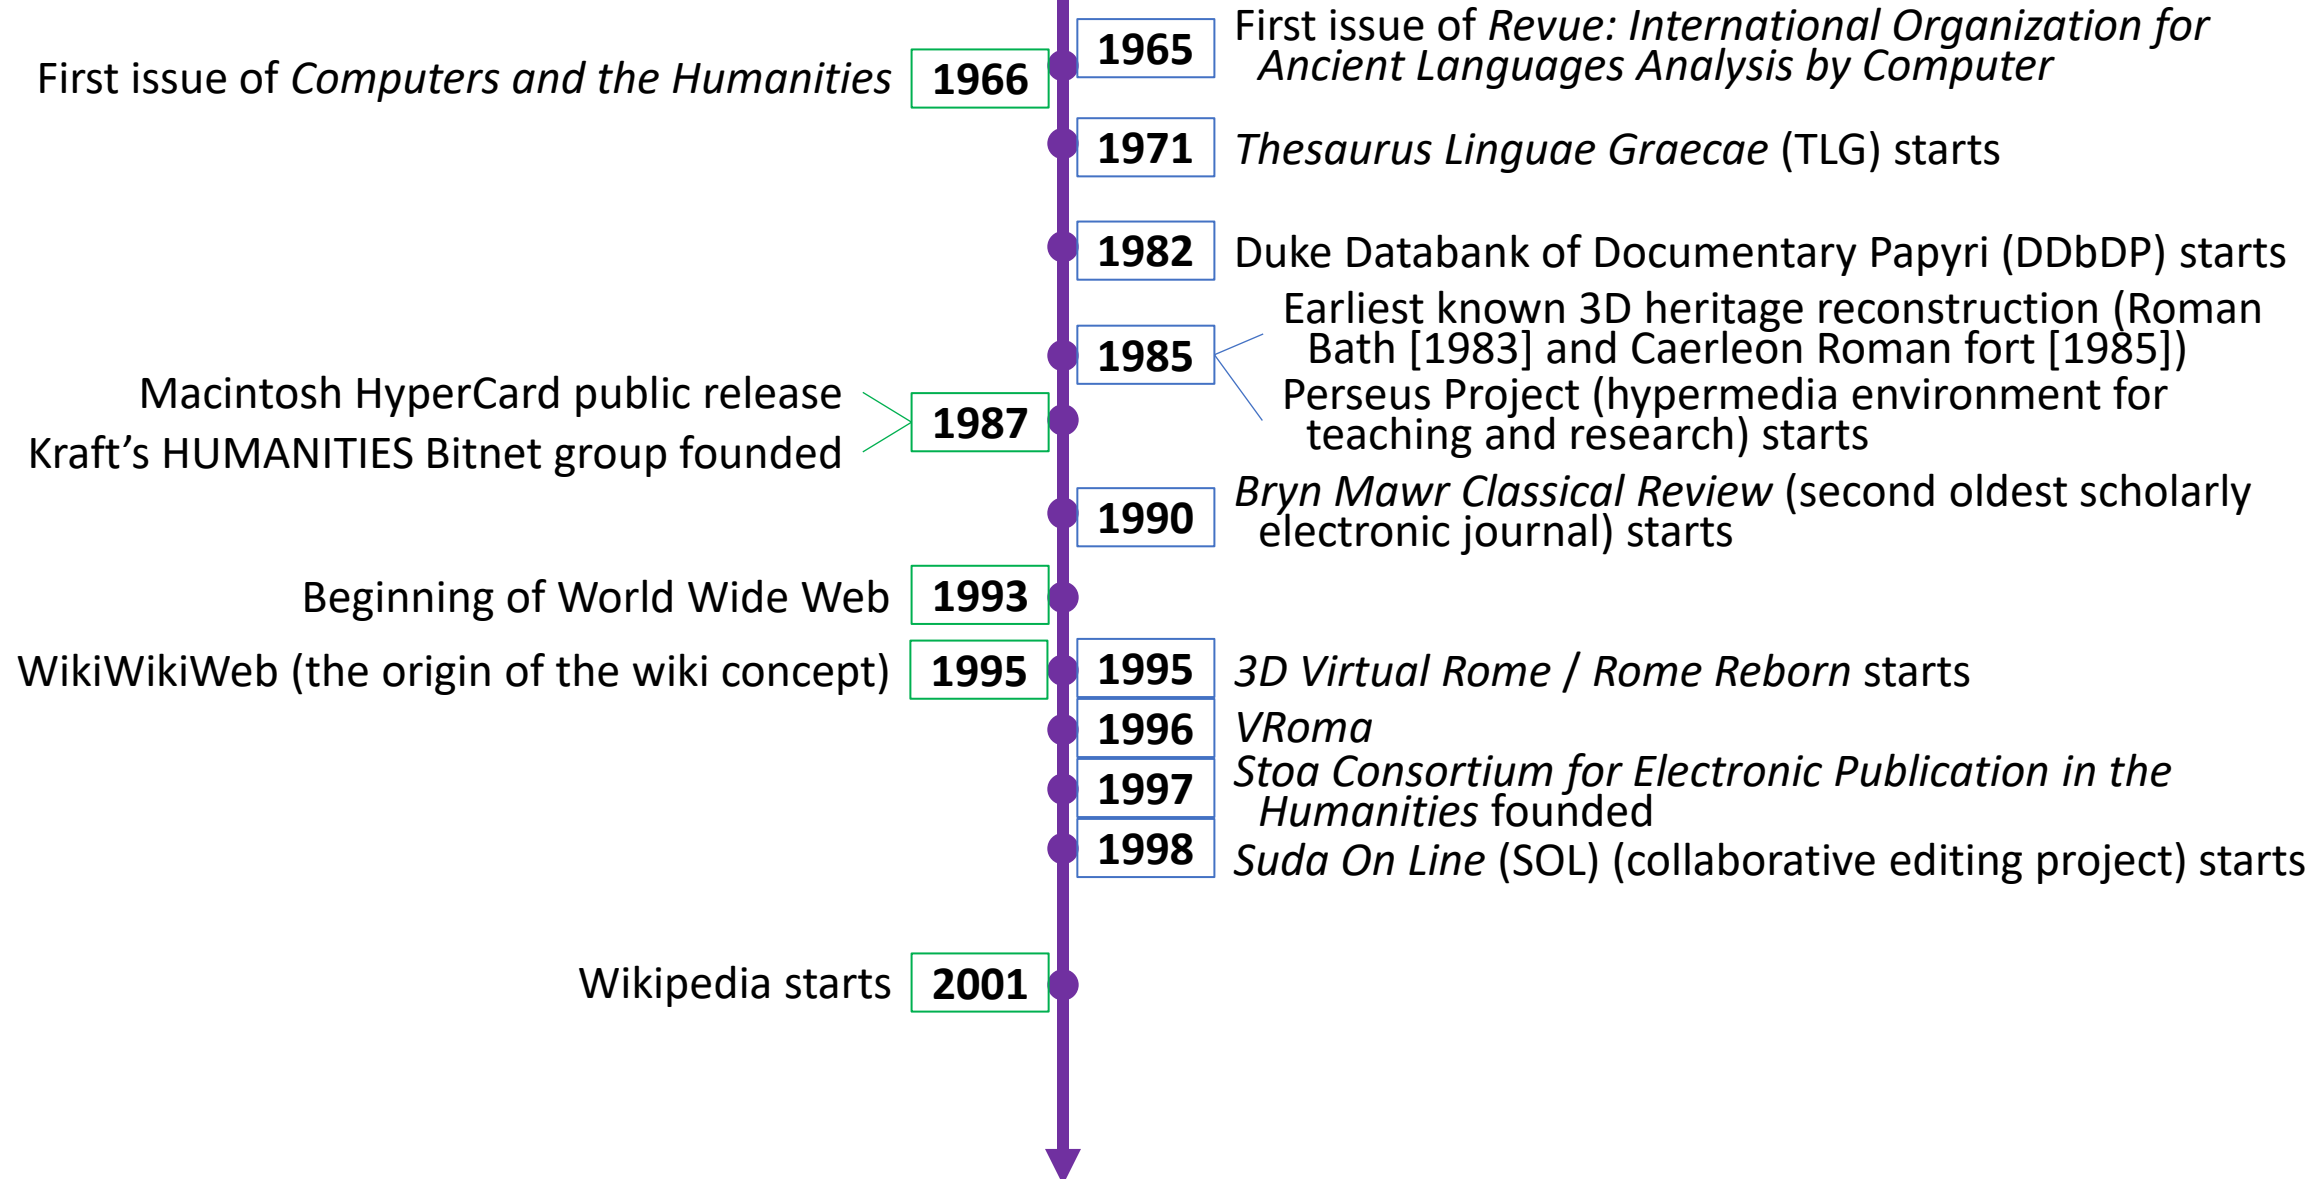 1965
First issue of Revue: International Organization for
Ancient Languages Analysis by Computer
First issue of Computers and the Humanities
1966
1971
Thesaurus Linguae Graecae (TLG) starts
1982
Duke Databank of Documentary Papyri (DDbDP) starts
1985
Earliest known 3D heritage reconstruction (Roman
Bath [1983] and Caerleon Roman fort [1985])
Perseus Project (hypermedia environment for
teaching and research) starts
Macintosh HyperCard public release
Kraft’s HUMANITIES Bitnet group founded
1987
1990
Bryn Mawr Classical Review (second oldest scholarly
electronic journal) starts
Beginning of World Wide Web
1993
WikiWikiWeb (the origin of the wiki concept)
1995
1995
3D Virtual Rome / Rome Reborn starts
1996
VRoma
1997
Stoa Consortium for Electronic Publication in the
Humanities founded
1998
Suda On Line (SOL) (collaborative editing project) starts
Wikipedia starts
2001